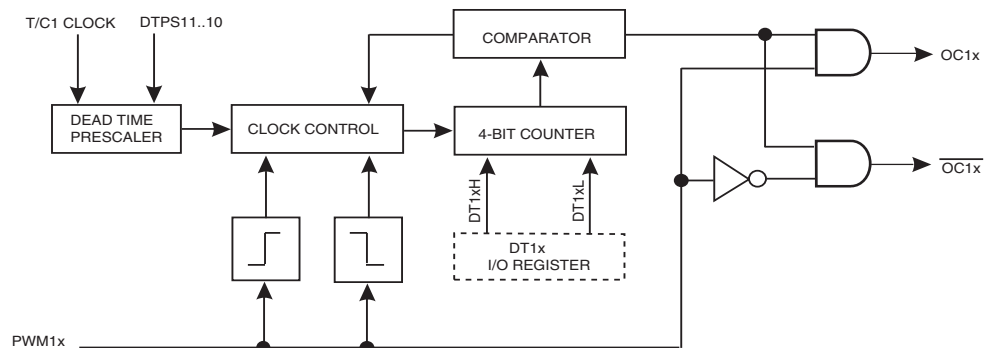 T/C1 CLOCK
DTPS11..10
COMPARATOR
OC1x
DEAD TIME
PRESCALER
CLOCK CONTROL
4-BIT COUNTER
OC1x
DT1xH
DT1xL
DT1x
I/O REGISTER
PWM1x